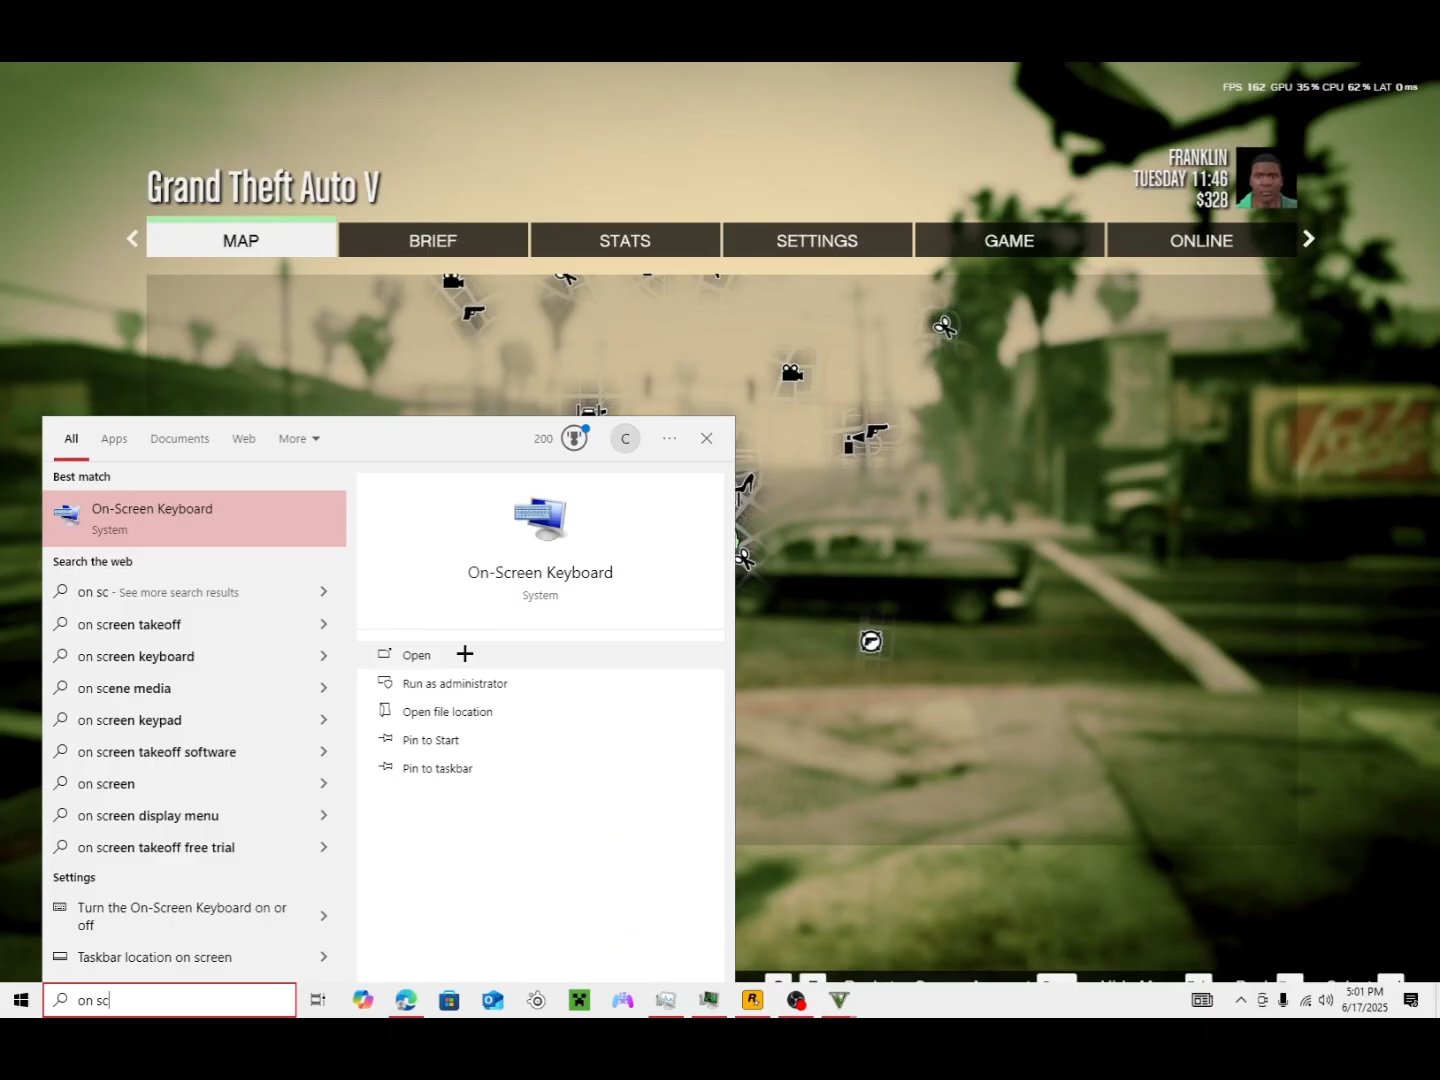 FPS 162 GPU 35% CPU 62% LAT 0 ms
FRANKLIN
TUESDAY 11:46
$328
Grand Theft Auto V
MAP
BRIEF
STATS
SETTINGS
GAME
ONLINE
All
Apps
Documents
Web
More
200
C
Best match
On-Screen Keyboard
System
Search the web
on sc - See more search results
on screen takeoff
on screen keyboard
on scene media
on screen keypad
on screen takeoff software
on screen
on screen display menu
on screen takeoff free trial
Settings
Turn the On-Screen Keyboard on or
off
Taskbar location on screen
On-Screen Keyboard
System
Open
Run as administrator
Open file location
Pin to Start
Pin to taskbar
on sc
R
5:01 PM
6/17/2025